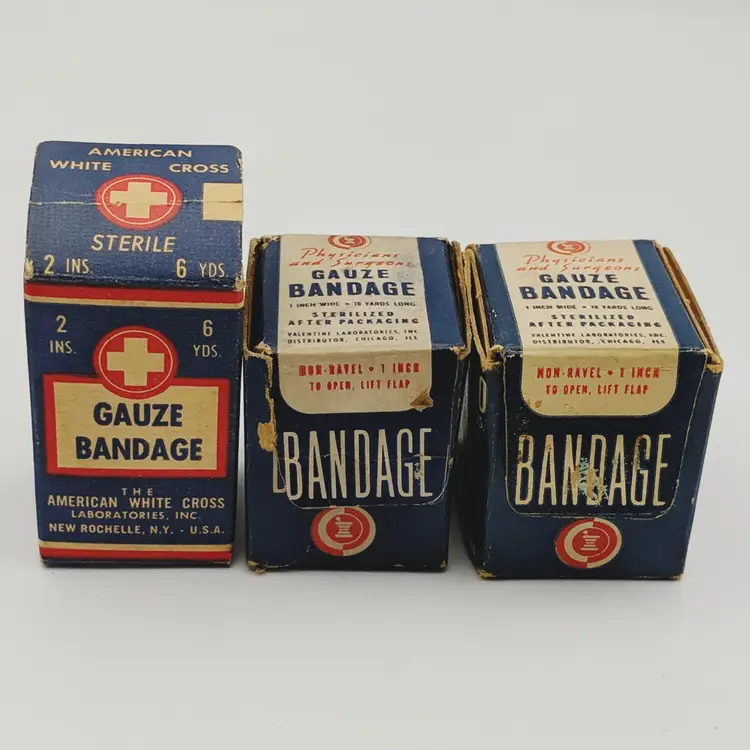 AMERICAN
WHITE CROSS
STERILE
2 INS. 6 YDS.
2 INS. 6 YDS.
GAUZE
BANDAGE
THE
AMERICAN WHITE CROSS
LABORATORIES, INC.
NEW ROCHELLE, N.Y. - U.S.A.
Physicians
and Surgeons
GAUZE
BANDAGE
1 INCH WIDE • 10 YARDS LONG
STERILIZED
AFTER PACKAGING
VALENTINE LABORATORIES, INC.
DISTRIBUTOR, CHICAGO, ILL
NON-RAVEL • 1 INCH
TO OPEN, LIFT FLAP
BANDAGE
Physicians
and Surgeons
GAUZE
BANDAGE
1 INCH WIDE • 10 YARDS LONG
STERILIZED
AFTER PACKAGING
VALENTINE LABORATORIES, INC.
DISTRIBUTOR, CHICAGO, ILL
NON-RAVEL • 1 INCH
TO OPEN, LIFT FLAP
BANDAGE